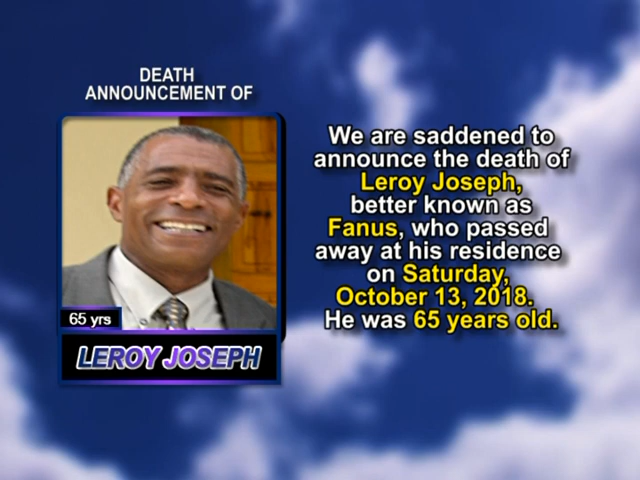 DEATH
ANNOUNCEMENT OF
65 yrs
LEROY JOSEPH
We are saddened to
announce the death of
Leroy Joseph,
better known as
Fanus, who passed
away at his residence
on Saturday,
October 13, 2018.
He was 65 years old.